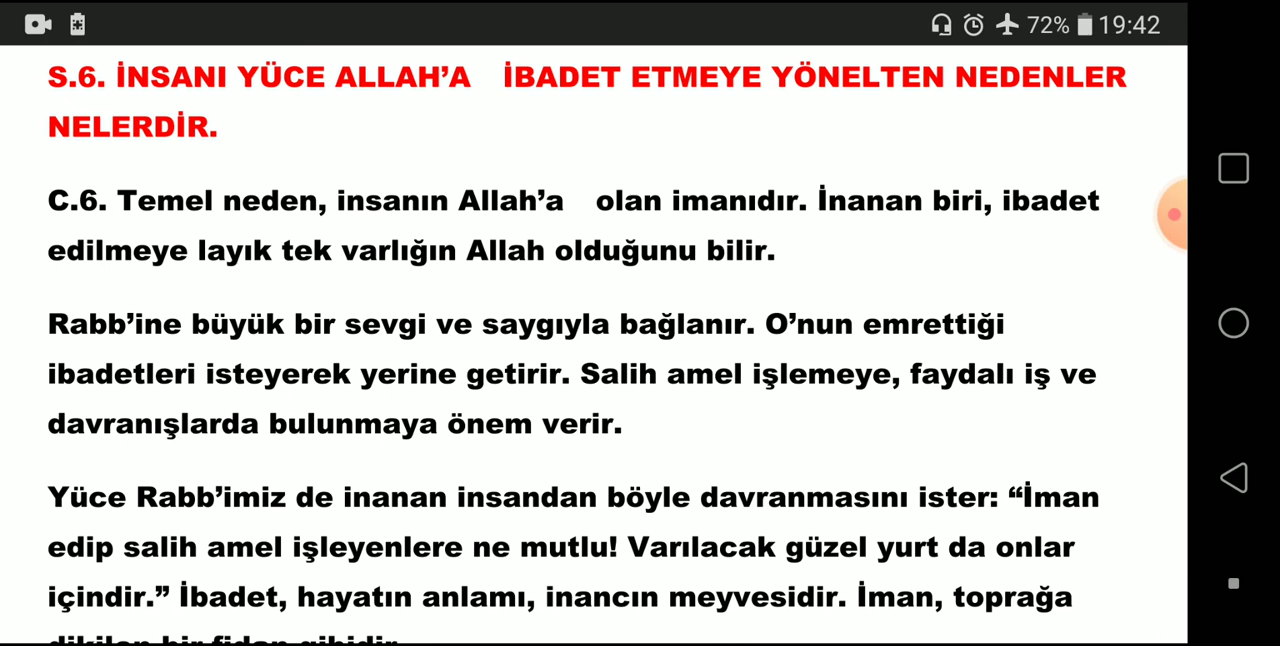 72% 19:42
S.6. İNSANI YÜCE ALLAH’A İBADET ETMEYE YÖNELTEN NEDENLER
NELERDİR.
C.6. Temel neden, insanın Allah’a olan imanıdır. İnanan biri, ibadet
edilmeye layık tek varlığın Allah olduğunu bilir.
Rabb’ine büyük bir sevgi ve saygıyla bağlanır. O’nun emrettiği
ibadetleri isteyerek yerine getirir. Salih amel işlemeye, faydalı iş ve
davranışlarda bulunmaya önem verir.
Yüce Rabb’imiz de inanan insandan böyle davranmasını ister: “İman
edip salih amel işleyenlere ne mutlu! Varılacak güzel yurt da onlar
içindir.” İbadet, hayatın anlamı, inancın meyvesidir. İman, toprağa
dikilen bir fidan gibidir.